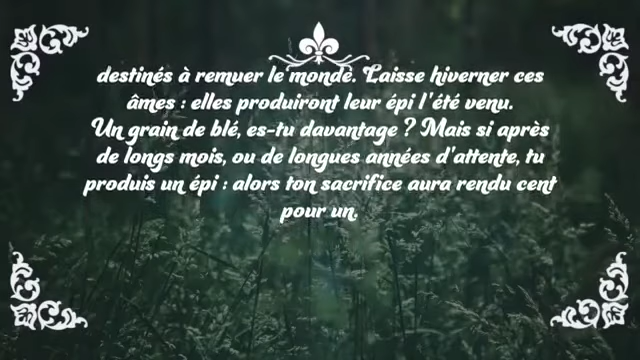 destinés à remuer le monde. Laisse hiverner ces
âmes : elles produiront leur épi l'été venu.
Un grain de blé, es-tu davantage ? Mais si après
de longs mois, ou de longues années d'attente, tu
produis un épi : alors ton sacrifice aura rendu cent
pour un.